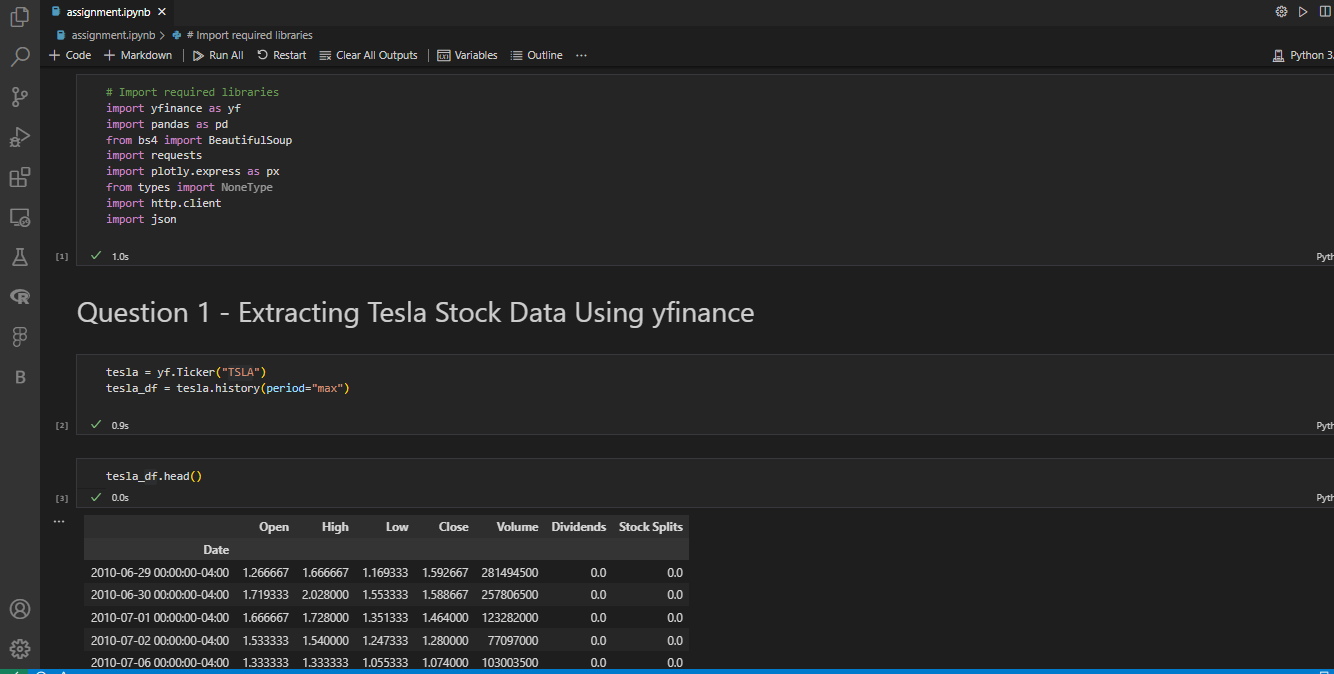 assignment.ipynb
assignment.ipynb > # Import required libraries
+ Code + Markdown | Run All Restart Clear All Outputs | Variables Outline ... Python 3.
# Import required libraries
import yfinance as yf
import pandas as pd
from bs4 import BeautifulSoup
import requests
import plotly.express as px
from types import NoneType
import http.client
import json
[1] 1.0s Pyth
Question 1 - Extracting Tesla Stock Data Using yfinance
tesla = yf.Ticker("TSLA")
tesla_df = tesla.history(period="max")
[2] 0.9s Pyth
tesla_df.head()
[3] 0.0s Pyth
...
Open High Low Close Volume Dividends Stock Splits
Date
2010-06-29 00:00:00-04:00 1.266667 1.666667 1.169333 1.592667 281494500 0.0 0.0
2010-06-30 00:00:00-04:00 1.719333 2.028000 1.553333 1.588667 257806500 0.0 0.0
2010-07-01 00:00:00-04:00 1.666667 1.728000 1.351333 1.464000 123282000 0.0 0.0
2010-07-02 00:00:00-04:00 1.533333 1.540000 1.247333 1.280000 77097000 0.0 0.0
2010-07-06 00:00:00-04:00 1.333333 1.333333 1.055333 1.074000 103003500 0.0 0.0